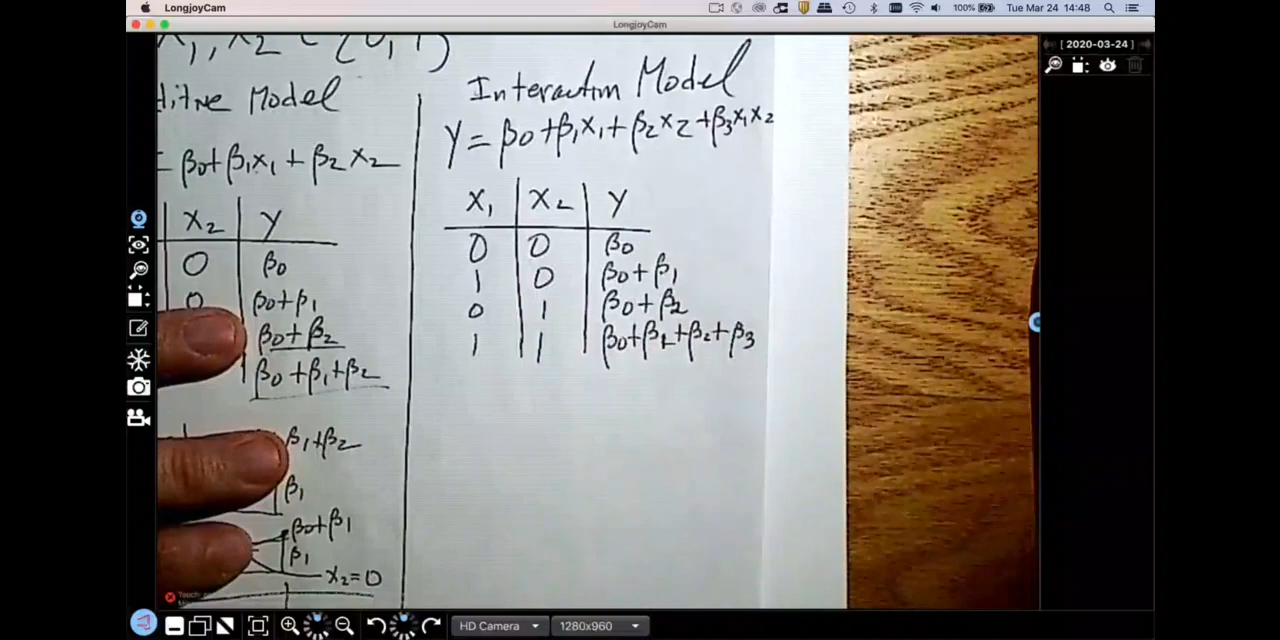 LongjoyCam
100%
Tue Mar 24 14:48
LongjoyCam
[ 2020-03-24 ]
X1, X2
Model
= β0+β1x1 + β2x2
X2 Y
0 β0
0 β0+β1
β0+β2
β0+β1+β2
β1+β2
β1
β0+β1
β1
x2=0
Interaction Model
Y = β0+β1x1+β2x2+β3x1x2
X1 X2 Y
0 0 β0
1 0 β0+β1
0 1 β0+β2
1 1 β0+β1+β2+β3
HD Camera
1280x960